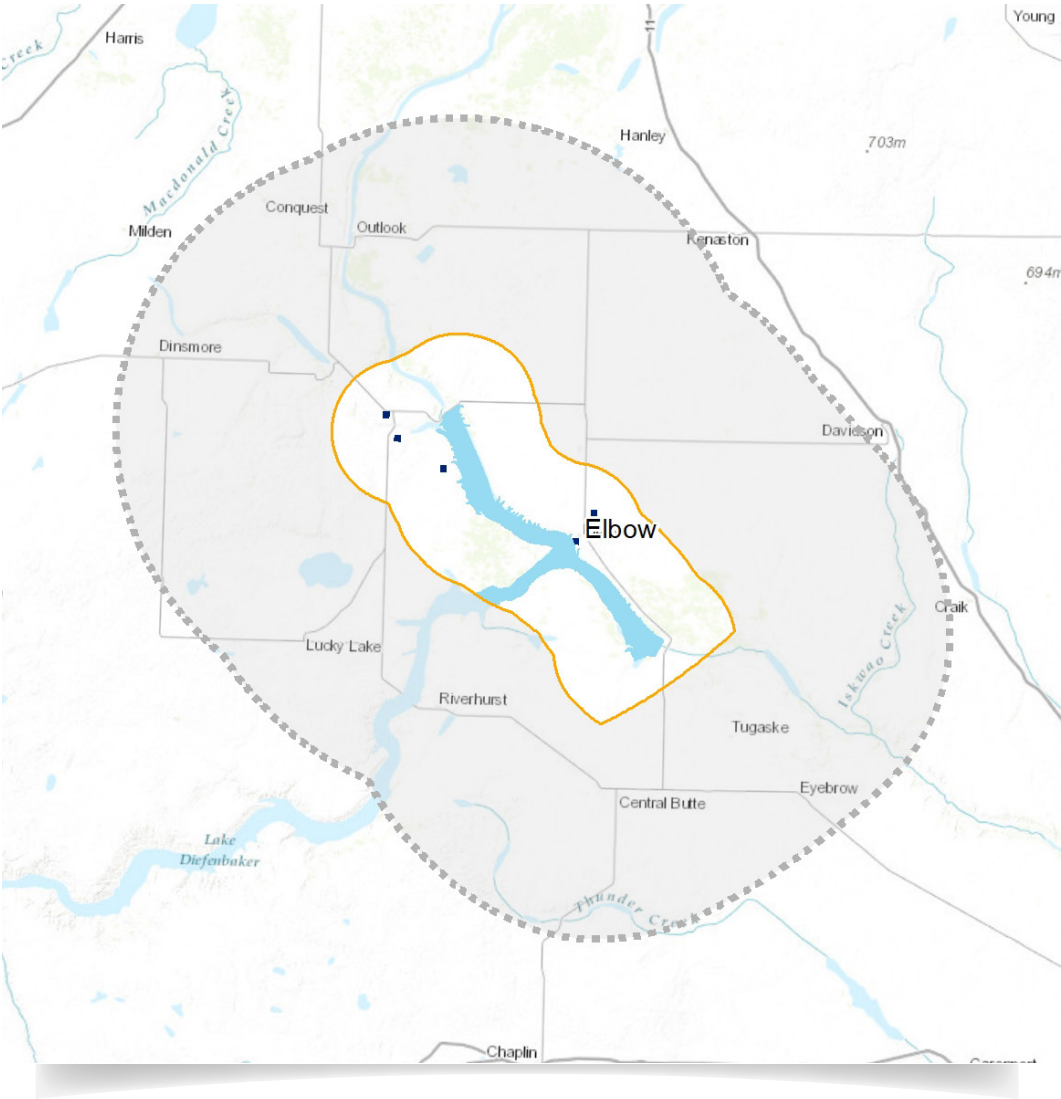 Young
Harris
Creek
11
Hanley
703m
Macdonald Creek
Conquest
Milden
Outlook
Kenaston
694m
Dinsmore
Davidson
Elbow
Craik
Iskwao Creek
Lucky Lake
Riverhurst
Tugaske
Eyebrow
Central Butte
Lake
Diefenbaker
Thunder Creek
Chaplin